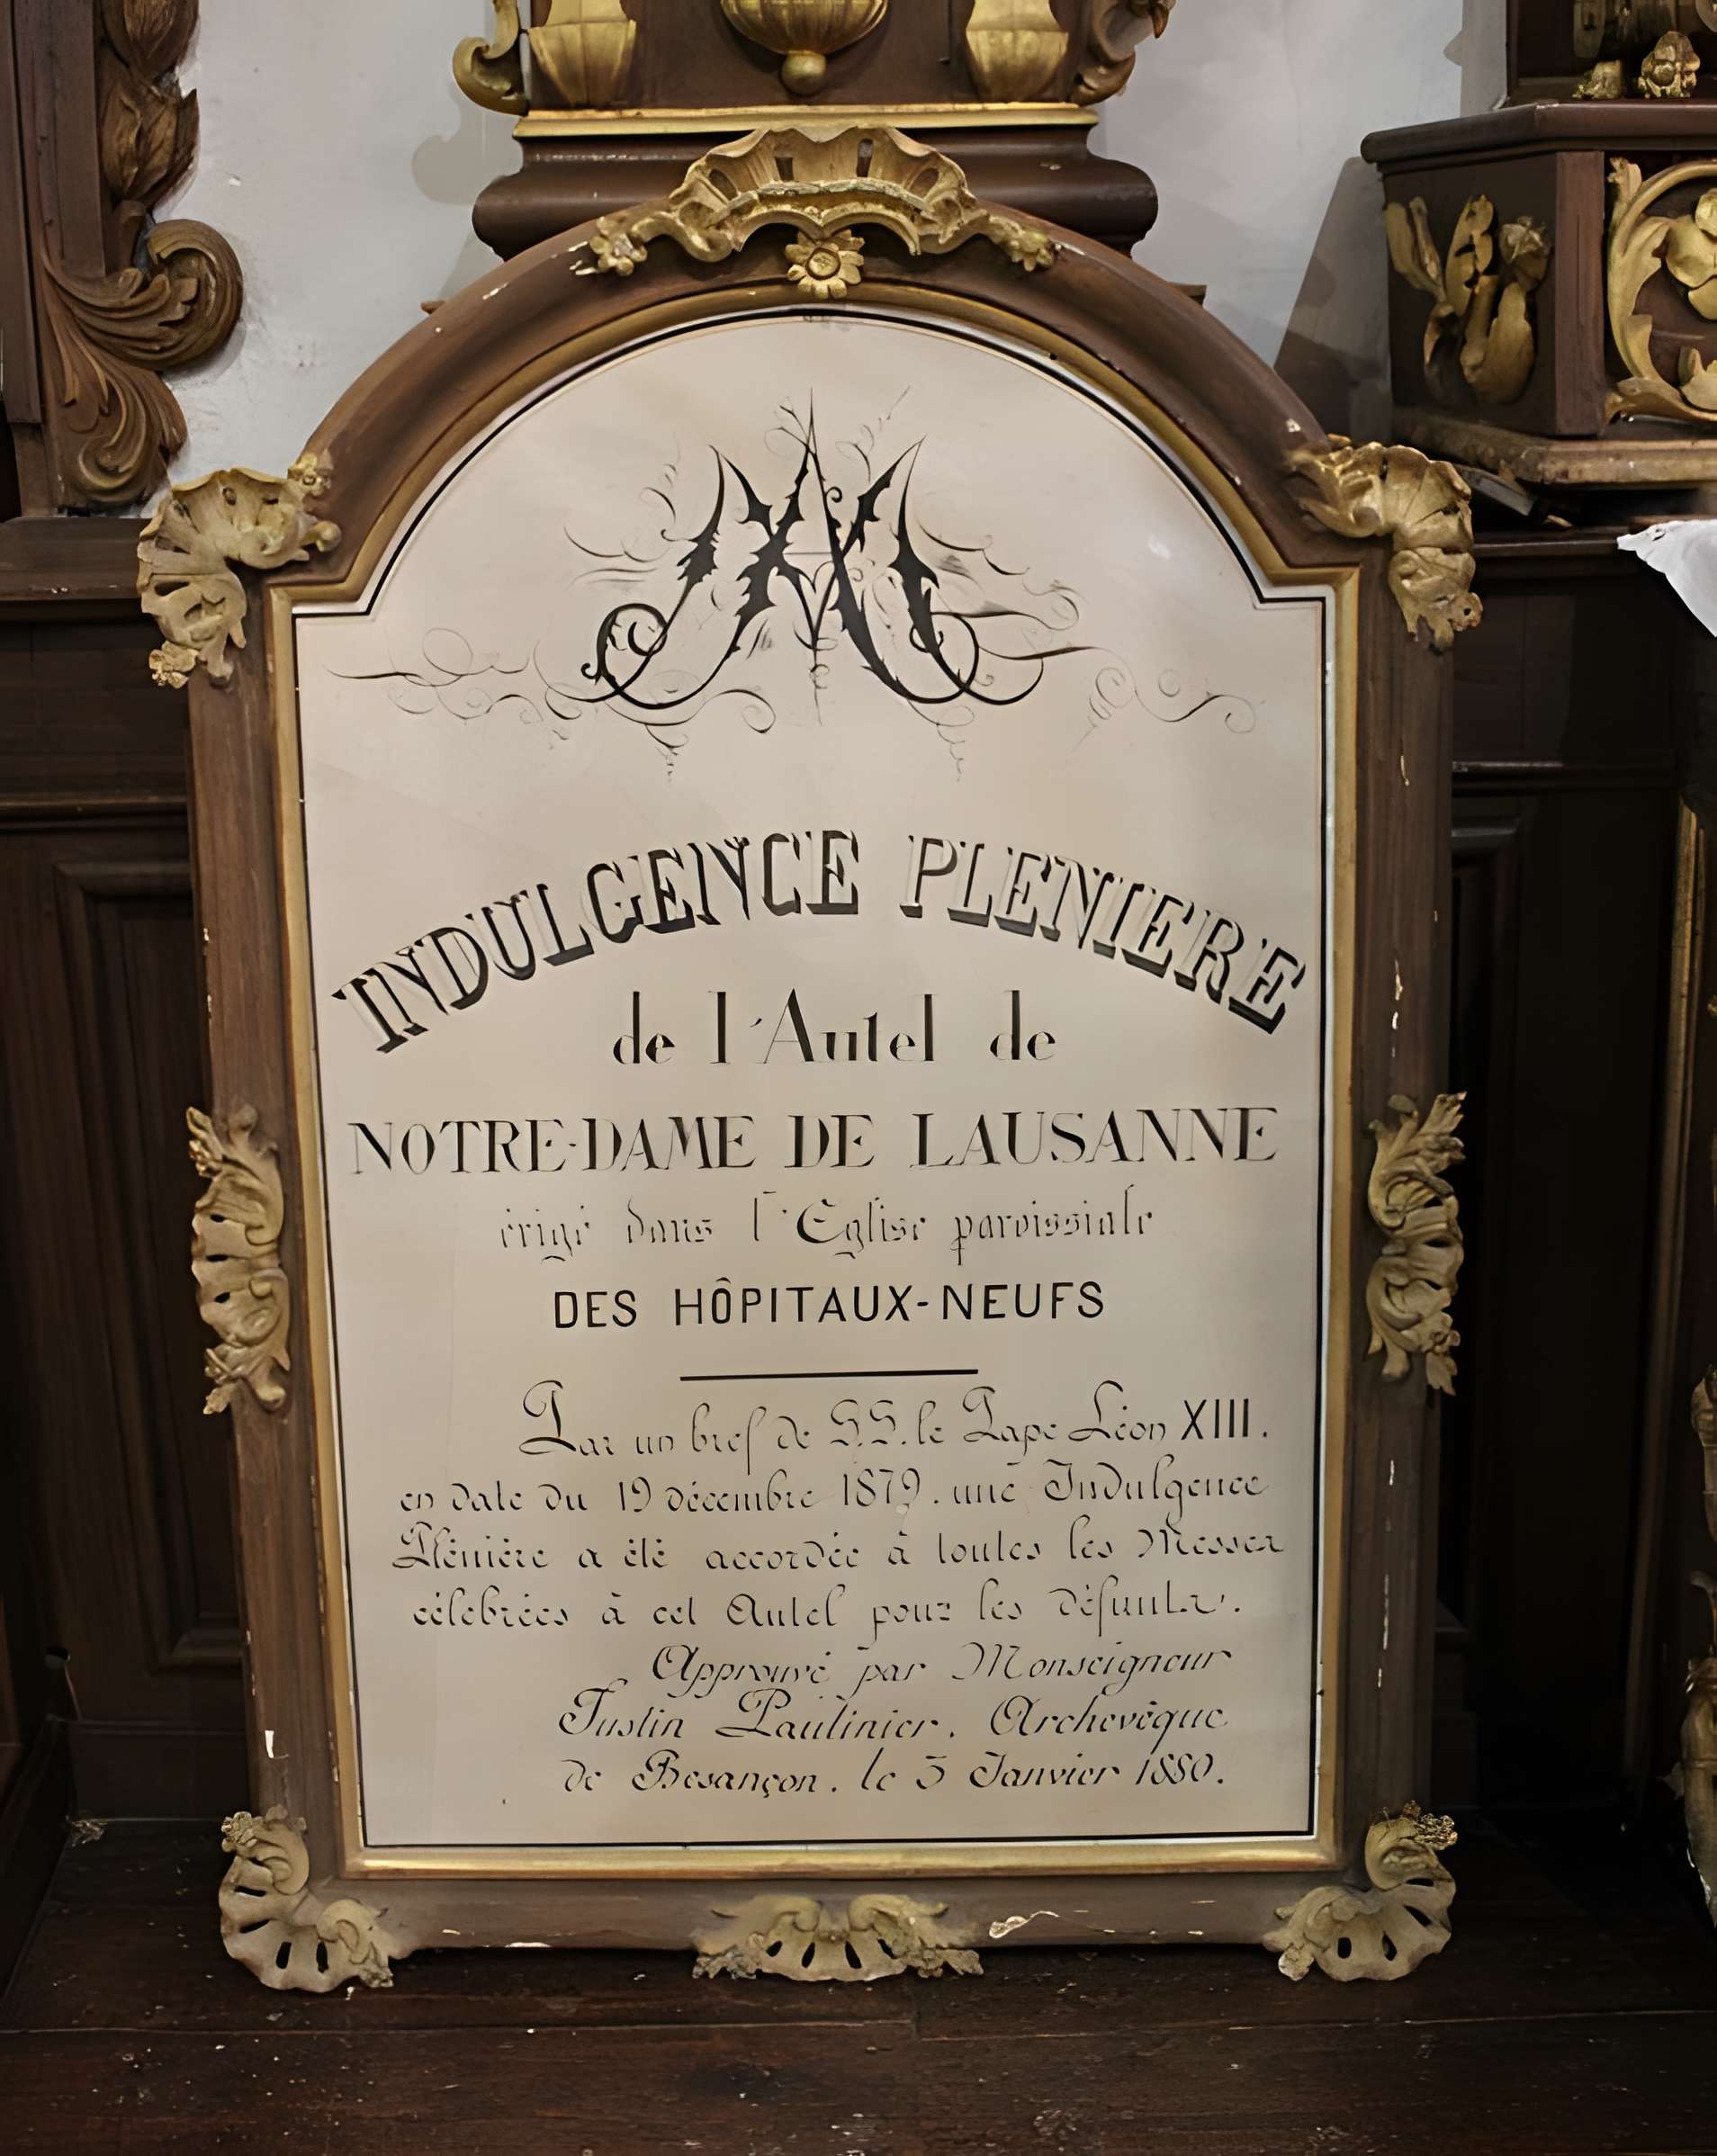 INDULGENCE PLENIERE
de l'Autel de
NOTRE-DAME DE LAUSANNE
érigé dans l'Eglise paroissiale
DES HÔPITAUX-NEUFS
Par un bref de S.S. le Pape Léon XIII.
en date du 19 décembre 1879. une Indulgence
Plénière a été accordée à toutes les Messes
célébrées à cet Autel pour les défunts.
Approuvé par Monseigneur
Justin Paulinier. Archevêque
de Besançon. le 3 Janvier 1880.